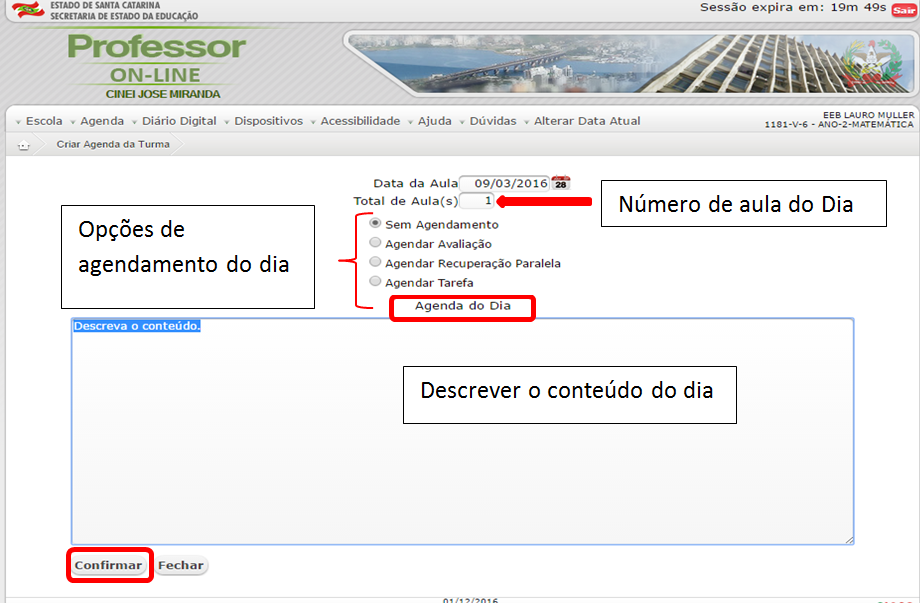 ESTADO DE SANTA CATARINA
SECRETARIA DE ESTADO DA EDUCAÇÃO
Sessão expira em: 19m 49s Sair
Professor
ON-LINE
CINEI JOSE MIRANDA
Escola Agenda Diário Digital Dispositivos Acessibilidade Ajuda Dúvidas Alterar Data Atual
EEB LAURO MULLER
1181-V-6 - ANO-2-MATEMÁTICA
Criar Agenda da Turma
Data da Aula 09/03/2016 28
Total de Aula(s) 1
Número de aula do Dia
Opções de
agendamento do dia
Sem Agendamento
Agendar Avaliação
Agendar Recuperação Paralela
Agendar Tarefa
Agenda do Dia
Descreva o conteúdo.
Descrever o conteúdo do dia
Confirmar Fechar
01/12/2016